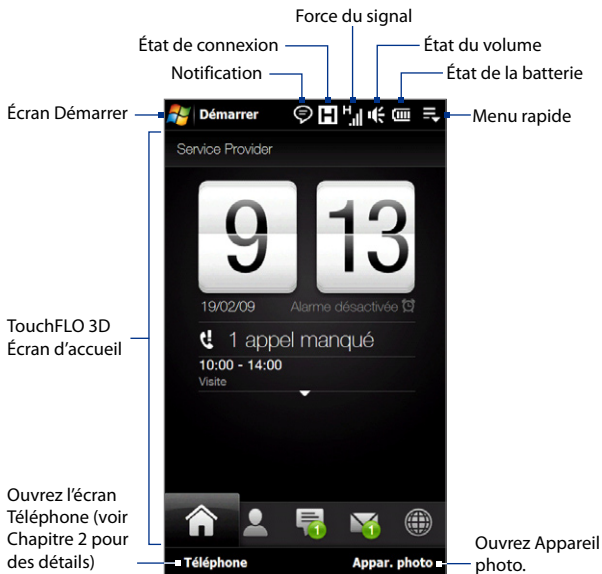 Force du signal
État de connexion
État du volume
Notification
État de la batterie
Écran Démarrer
Démarrer
H
H
Menu rapide
Service Provider
9 13
19/02/09 Alarme désactivée
1 appel manqué
10:00 - 14:00
Visite
TouchFLO 3D
Écran d’accueil
1 1
Ouvrez l’écran
Téléphone (voir
Chapitre 2 pour
des détails)
Téléphone Appar. photo
Ouvrez Appareil
photo.